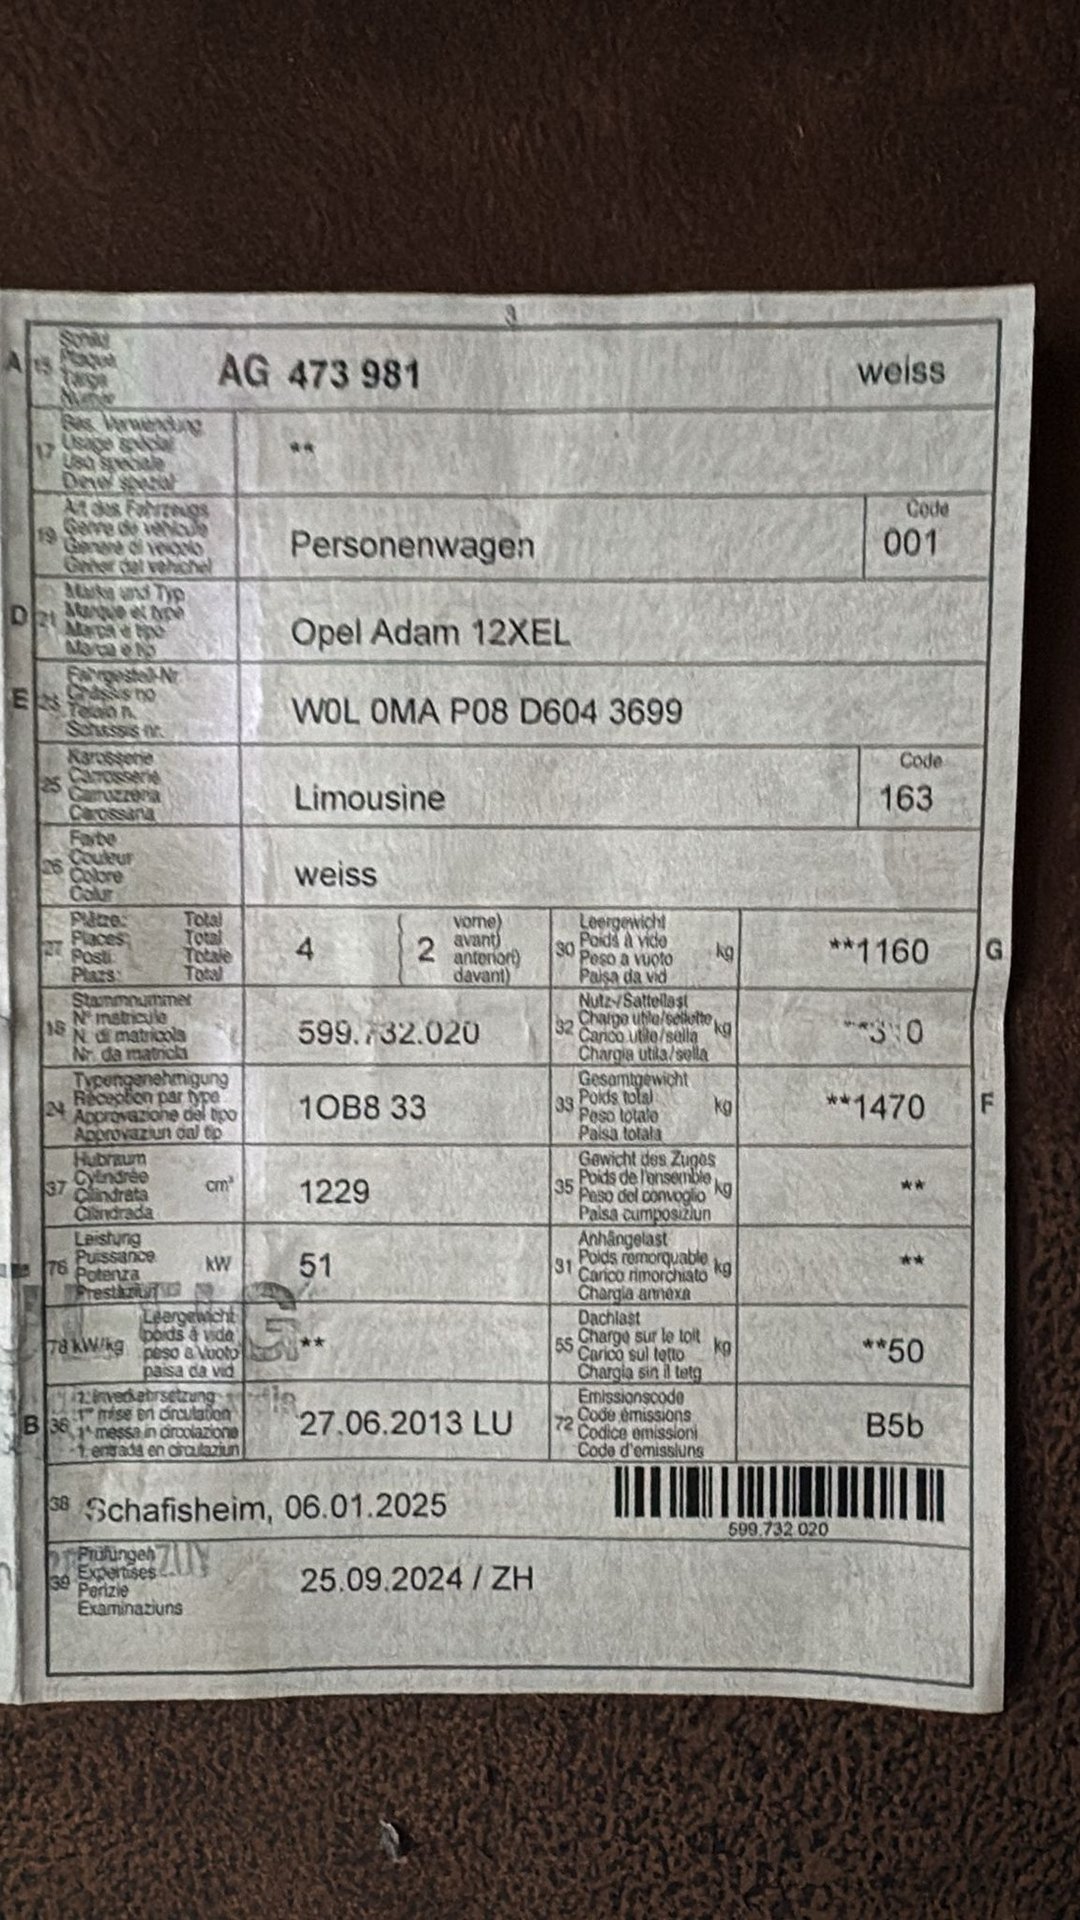 3
A 15 Schild
Plaque
Targa
Numer
AG 473 981 weiss
17 Bes. Verwendung
Usage spécial
Uso speciale
Diever spezial
**
19 Art des Fahrzeugs
Genre de véhicule
Genere di veicolo
Gener dal vehichel
Personenwagen
Code
001
D 21 Marke und Typ
Marque et type
Marca e tipo
Marca e tip
Opel Adam 12XEL
E 23 Fahrgestell-Nr.
Châssis no
Telaio n.
Schassis nr.
W0L 0MA P08 D604 3699
25 Karosserie
Carrosserie
Carrozzeria
Carossaria
Limousine
Code
163
26 Farbe
Couleur
Colore
Colur
weiss
27 Plätze: Total
Places: Total
Posti: Totale
Plazs: Total
4 ( 2 vorne)
avant)
anteriori)
davant)
30 Leergewicht
Poids à vide
Peso a vuoto
Paisa da vid
kg **1160 G
18 Stammnummer
N° matricule
N. di matricola
Nr. da matricla
599.732.020
32 Nutz-/Sattellast
Charge utile/sellette
Carico utile/sella
Chargia utila/sella
kg
24 Typengenehmigung
Réception par type
Approvazione del tipo
Approvaziun dal tip
1OB8 33
33 Gesamtgewicht
Poids total
Peso totale
Paisa totala
kg **1470 F
37 Hubraum
Cylindrée
Cilindrata
Cilindrada
cm³ 1229
35 Gewicht des Zuges
Poids de l'ensemble
Peso del convoglio
Paisa cumposiziun
kg **
76 Leistung
Puissance
Potenza
Prestaziun
kW 51
31 Anhängelast
Poids remorquable
Carico rimorchiato
Chargia annexa
kg **
78 kW/kg Leergewicht
poids à vide
peso a vuoto
paisa da vid
**
55 Dachlast
Charge sur le toit
Carico sul tetto
Chargia sin il tetg
kg **50
B 36 1. Inverkehrsetzung
1re mise en circulation
1a messa in circolazione
1. entrada en circulaziun
27.06.2013 LU
72 Emissionscode
Code émissions
Codice emissioni
Code d'emissiuns
B5b
38 Schafisheim, 06.01.2025
599.732.020
39 Prüfungen
Expertises
Perizie
Examinaziuns
25.09.2024 / ZH